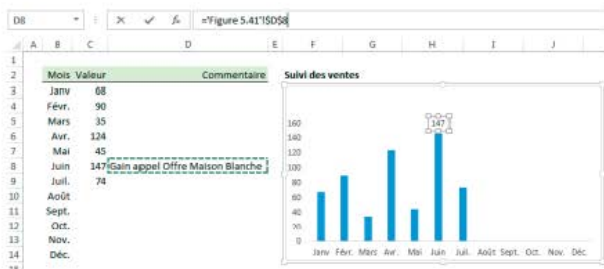 D8 fx ='Figure 5.41'!$D$8
A B C D E F G H I J
1
2 Mois Valeur Commentaire Suivi des ventes
3 Janv 68
4 Févr. 90
5 Mars 35
6 Avr. 124
7 Mai 45
8 Juin 147 Gain appel Offre Maison Blanche
9 Juil. 74
10 Août
11 Sept.
12 Oct.
13 Nov.
14 Déc.
147
160
140
120
100
80
60
40
20
0
Janv Févr. Mars Avr. Mai Juin Juil. Août Sept. Oct. Nov. Déc.